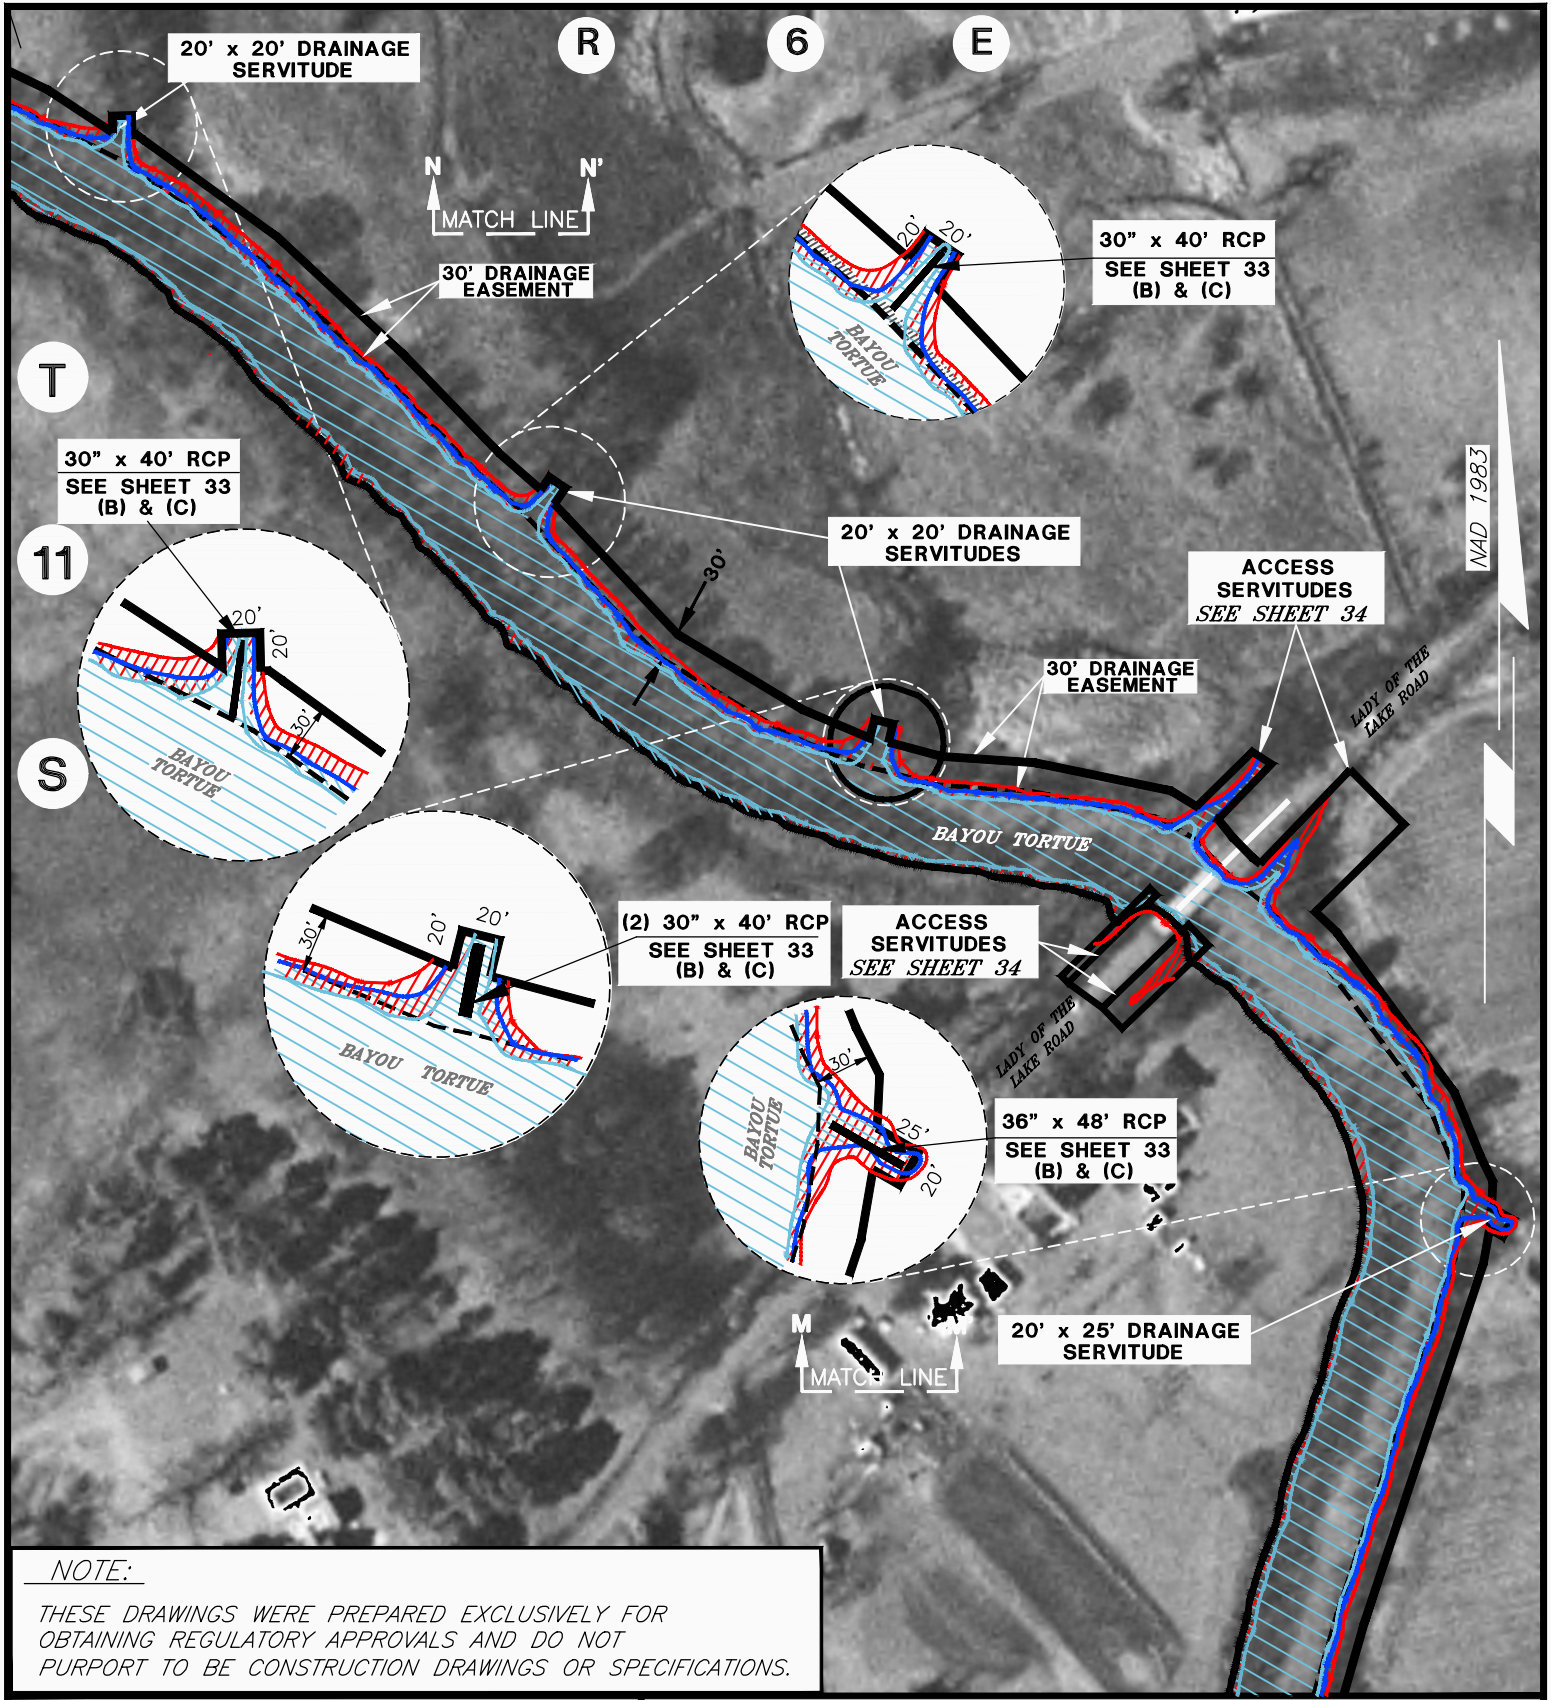 R 6 E
20' x 20' DRAINAGE
SERVITUDE
N N'
MATCH LINE
30' DRAINAGE
EASEMENT
20' 20'
BAYOU
TORTUE
30" x 40' RCP
SEE SHEET 33
(B) & (C)
T
11
S
30" x 40' RCP
SEE SHEET 33
(B) & (C)
20'
20'
30'
BAYOU
TORTUE
20' x 20' DRAINAGE
SERVITUDES
30'
NAD 1983
ACCESS
SERVITUDES
SEE SHEET 34
LADY OF THE
LAKE ROAD
30' DRAINAGE
EASEMENT
BAYOU TORTUE
30'
20'
20'
BAYOU TORTUE
(2) 30" x 40' RCP
SEE SHEET 33
(B) & (C)
ACCESS
SERVITUDES
SEE SHEET 34
LADY OF THE
LAKE ROAD
30'
25'
20'
BAYOU
TORTUE
36" x 48' RCP
SEE SHEET 33
(B) & (C)
20' x 25' DRAINAGE
SERVITUDE
M
MATCH LINE
NOTE:
THESE DRAWINGS WERE PREPARED EXCLUSIVELY FOR
OBTAINING REGULATORY APPROVALS AND DO NOT
PURPORT TO BE CONSTRUCTION DRAWINGS OR SPECIFICATIONS.